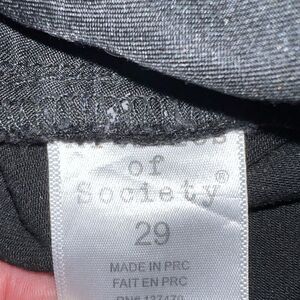 of
Society®
29
MADE IN PRC
FAIT EN PRC